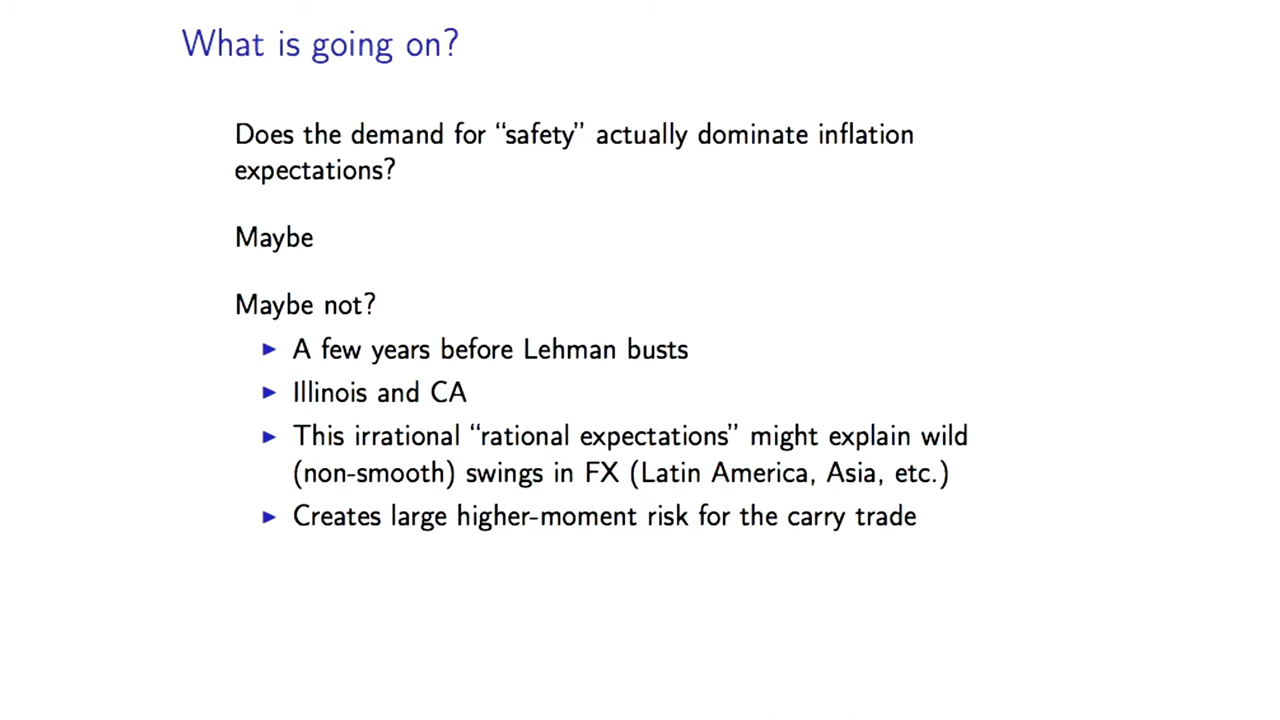 What is going on?
Does the demand for “safety” actually dominate inflation
expectations?
Maybe
Maybe not?
▶ A few years before Lehman busts
▶ Illinois and CA
▶ This irrational “rational expectations” might explain wild
(non-smooth) swings in FX (Latin America, Asia, etc.)
▶ Creates large higher-moment risk for the carry trade